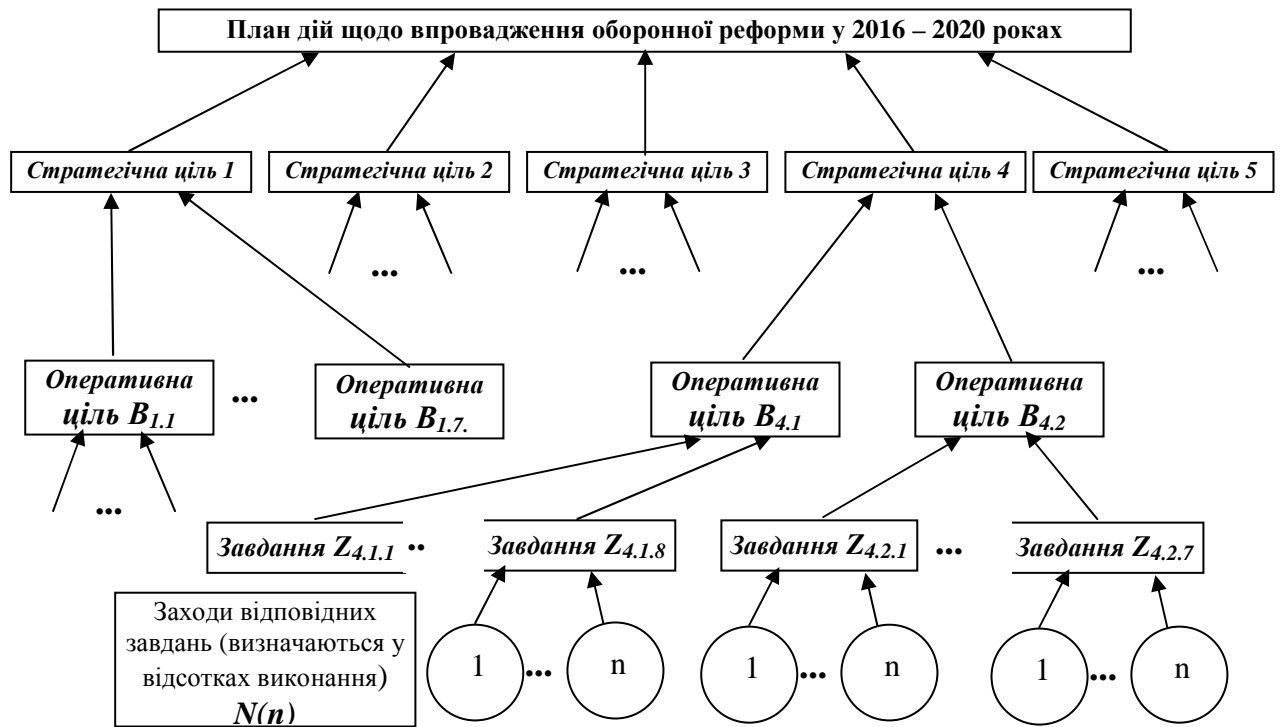 План дій щодо впровадження оборонної реформи у 2016 – 2020 роках
Стратегічна ціль 1
Стратегічна ціль 2
Стратегічна ціль 3
Стратегічна ціль 4
Стратегічна ціль 5
...
...
...
Оперативна
ціль B1.1
...
Оперативна
ціль B1.7.
Оперативна
ціль B4.1
Оперативна
ціль B4.2
...
Завдання Z4.1.1
..
Завдання Z4.1.8
Завдання Z4.2.1
...
Завдання Z4.2.7
Заходи відповідних
завдань (визначаються у
відсотках виконання)
N(n)
1
...
n
1
...
n
1
...
n